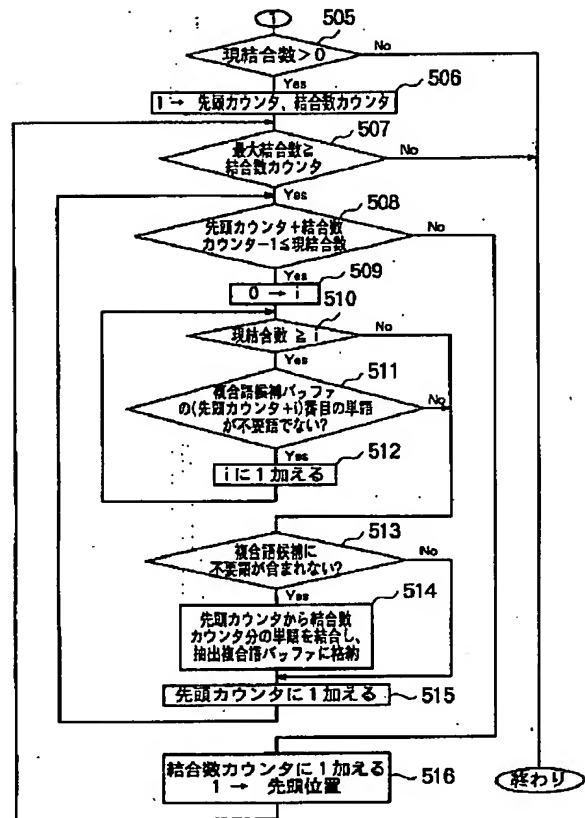 1
505
現結合数>0
No
Yes
506
1→ 先頭カウンタ、結合数カウンタ
507
最大結合数≧
結合数カウンタ
No
Yes
508
先頭カウンタ+結合数
カウンター1≦現結合数
No
Yes
509
0 → i
510
現結合数 ≧ i
No
Yes
511
複合語候補バッファ
の(先頭カウンタ+i)番目の単語
が不要語でない?
No
Yes
512
iに1加える
513
複合語候補に
不要語が含まれない?
No
Yes
514
先頭カウンタから結合数
カウンタ分の単語を結合し、
抽出複合語バッファに格納
先頭カウンタに1加える
515
結合数カウンタに1加える
1 → 先頭位置
516
終わり